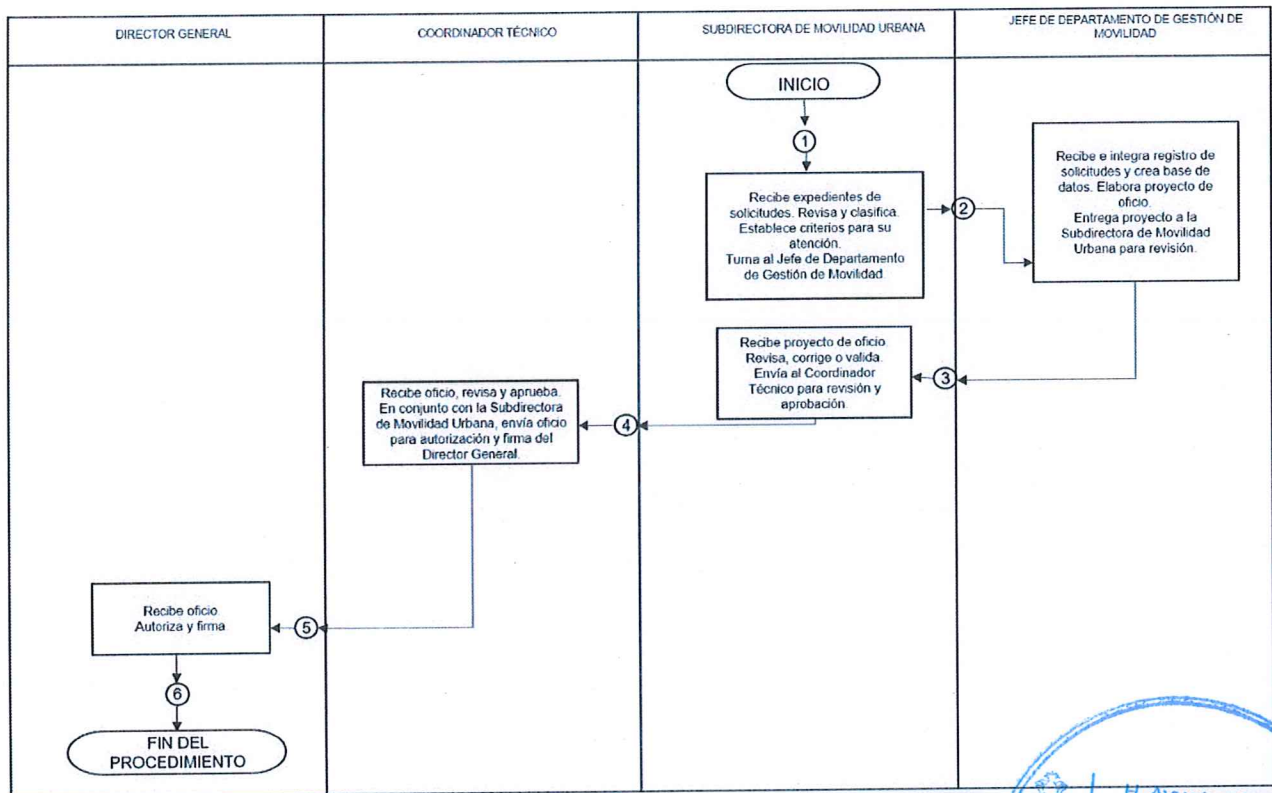 DIRECTOR GENERAL
COORDINADOR TÉCNICO
SUBDIRECTORA DE MOVILIDAD URBANA
JEFE DE DEPARTAMENTO DE GESTIÓN DE
MOVILIDAD
INICIO
1
Recibe expedientes de
solicitudes. Revisa y clasifica.
Establece criterios para su
atención.
Turna al Jefe de Departamento
de Gestión de Movilidad
2
Recibe e integra registro de
solicitudes y crea base de
datos. Elabora proyecto de
oficio.
Entrega proyecto a la
Subdirectora de Movilidad
Urbana para revisión.
3
Recibe proyecto de oficio
Revisa, corrige o valida.
Envía al Coordinador
Técnico para revisión y
aprobación.
4
Recibe oficio, revisa y aprueba.
En conjunto con la Subdirectora
de Movilidad Urbana, envía oficio
para autorización y firma del
Director General.
5
Recibe oficio
Autoriza y firma
6
FIN DEL
PROCEDIMIENTO